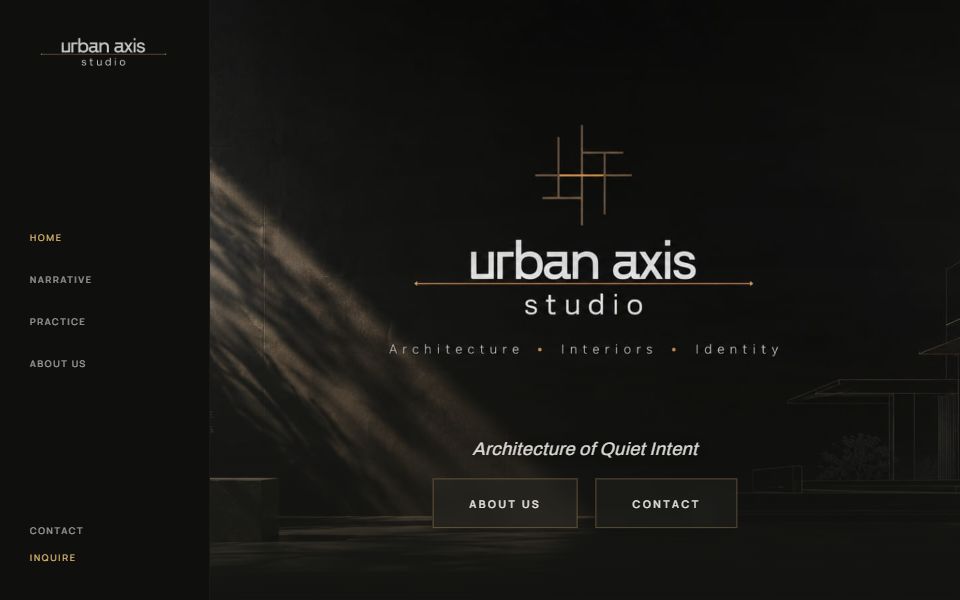 urban axis
studio
HOME
NARRATIVE
PRACTICE
ABOUT US
CONTACT
INQUIRE
urban axis
studio
Architecture • Interiors • Identity
Architecture of Quiet Intent
ABOUT US
CONTACT